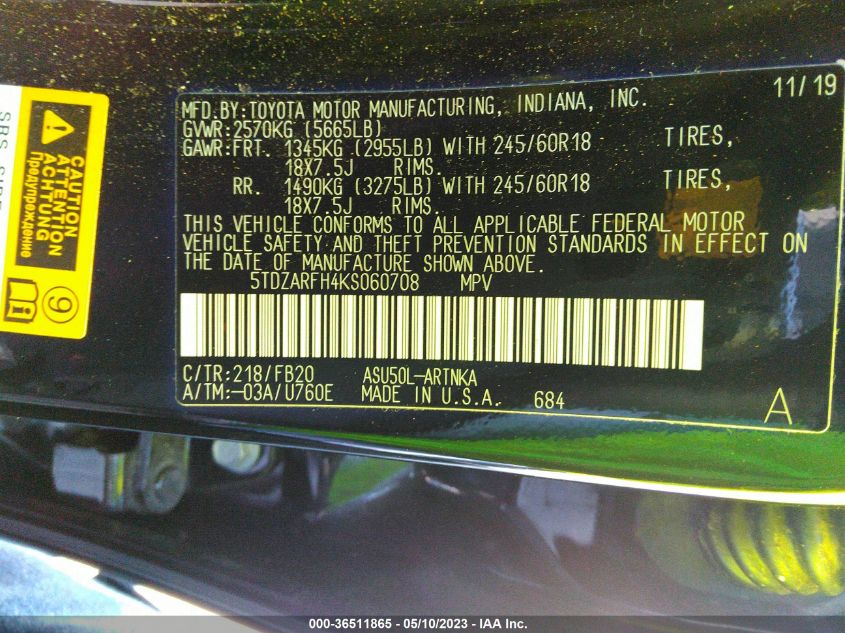 MFD.BY:TOYOTA MOTOR MANUFACTURING, INDIANA, INC. 11/19
GVWR:2570KG (5665LB)
GAWR:FRT. 1345KG (2955LB) WITH 245/60R18 TIRES,
18X7.5J RIMS.
RR. 1490KG (3275LB) WITH 245/60R18 TIRES,
18X7.5J RIMS.
THIS VEHICLE CONFORMS TO ALL APPLICABLE FEDERAL MOTOR
VEHICLE SAFETY AND THEFT PREVENTION STANDARDS IN EFFECT ON
THE DATE OF MANUFACTURE SHOWN ABOVE.
5TDZARFH4KS060708 MPV
C/TR:218/FB20 ASU50L-ARTNKA
A/TM:-03A/U760E MADE IN U.S.A. 684
A
CAUTION
ATTENTION
ACHTUNG
Предупреждение
9
SRS
000-36511865 - 05/10/2023 - IAA Inc.